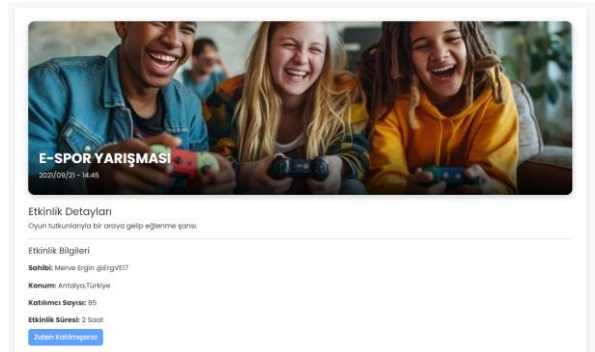 E-SPOR YARIŞMASI
2021/09/21 - 14:45
Etkinlik Detayları
Oyun tutkunlarıyla bir araya gelip eğlenme şansı.
Etkinlik Bilgileri
Sahibi: Merve Ergin @ErgVE17
Konum: Antalya,Türkiye
Katılımcı Sayısı: 85
Etkinlik Süresi: 2 Saat
Zaten Katılmışsınız